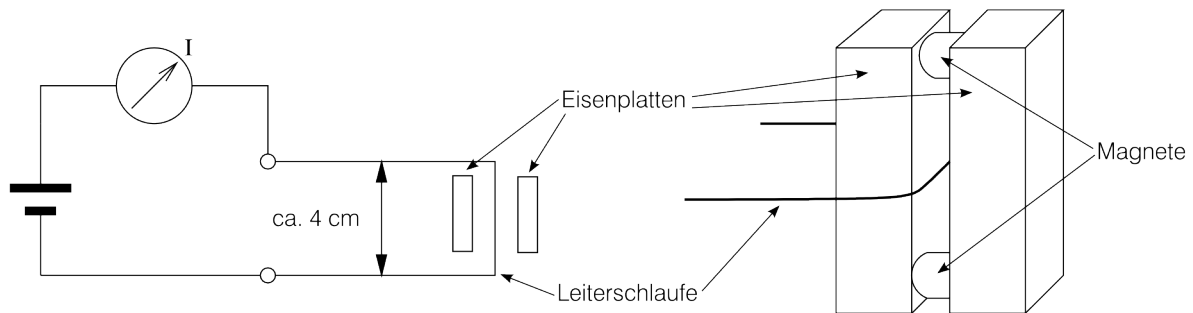 I
Eisenplatten
Magnete
ca. 4 cm
Leiterschlaufe